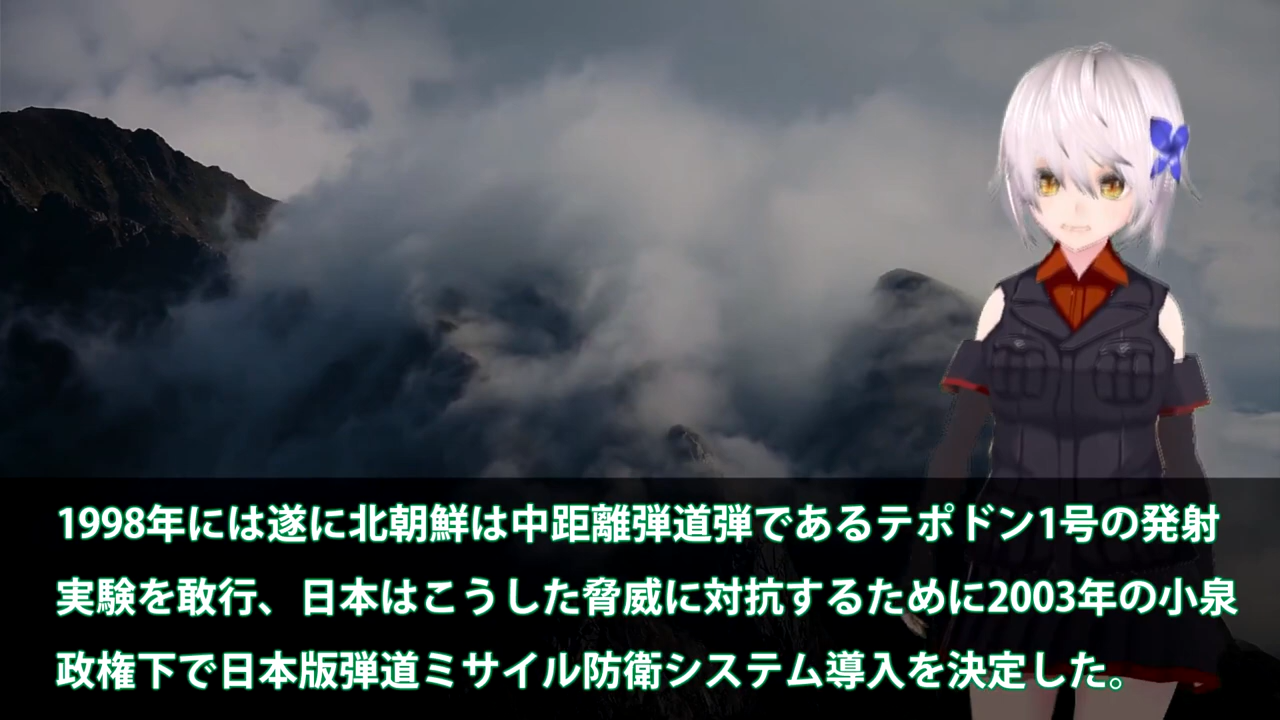 1998年には遂に北朝鮮は中距離弾道弾であるテポドン1号の発射
実験を敢行、日本はこうした脅威に対抗するために2003年の小泉
政権下で日本版弾道ミサイル防衛システム導入を決定した。